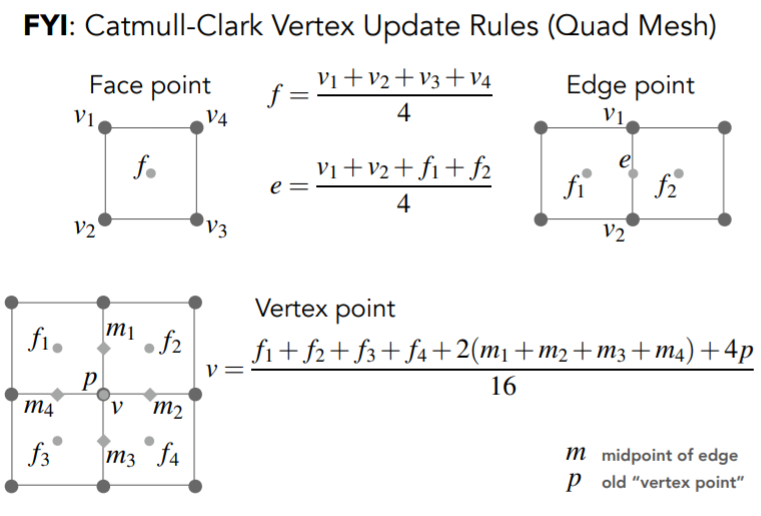 FYI: Catmull-Clark Vertex Update Rules (Quad Mesh)
Face point
f = (v1 + v2 + v3 + v4) / 4
Edge point
v1
v4
f
v2
v3
e = (v1 + v2 + f1 + f2) / 4
v1
e
f1
f2
v2
Vertex point
v = (f1 + f2 + f3 + f4 + 2(m1 + m2 + m3 + m4) + 4p) / 16
f1
m1
f2
p
m4
v
m2
f3
m3
f4
m midpoint of edge
p old “vertex point”